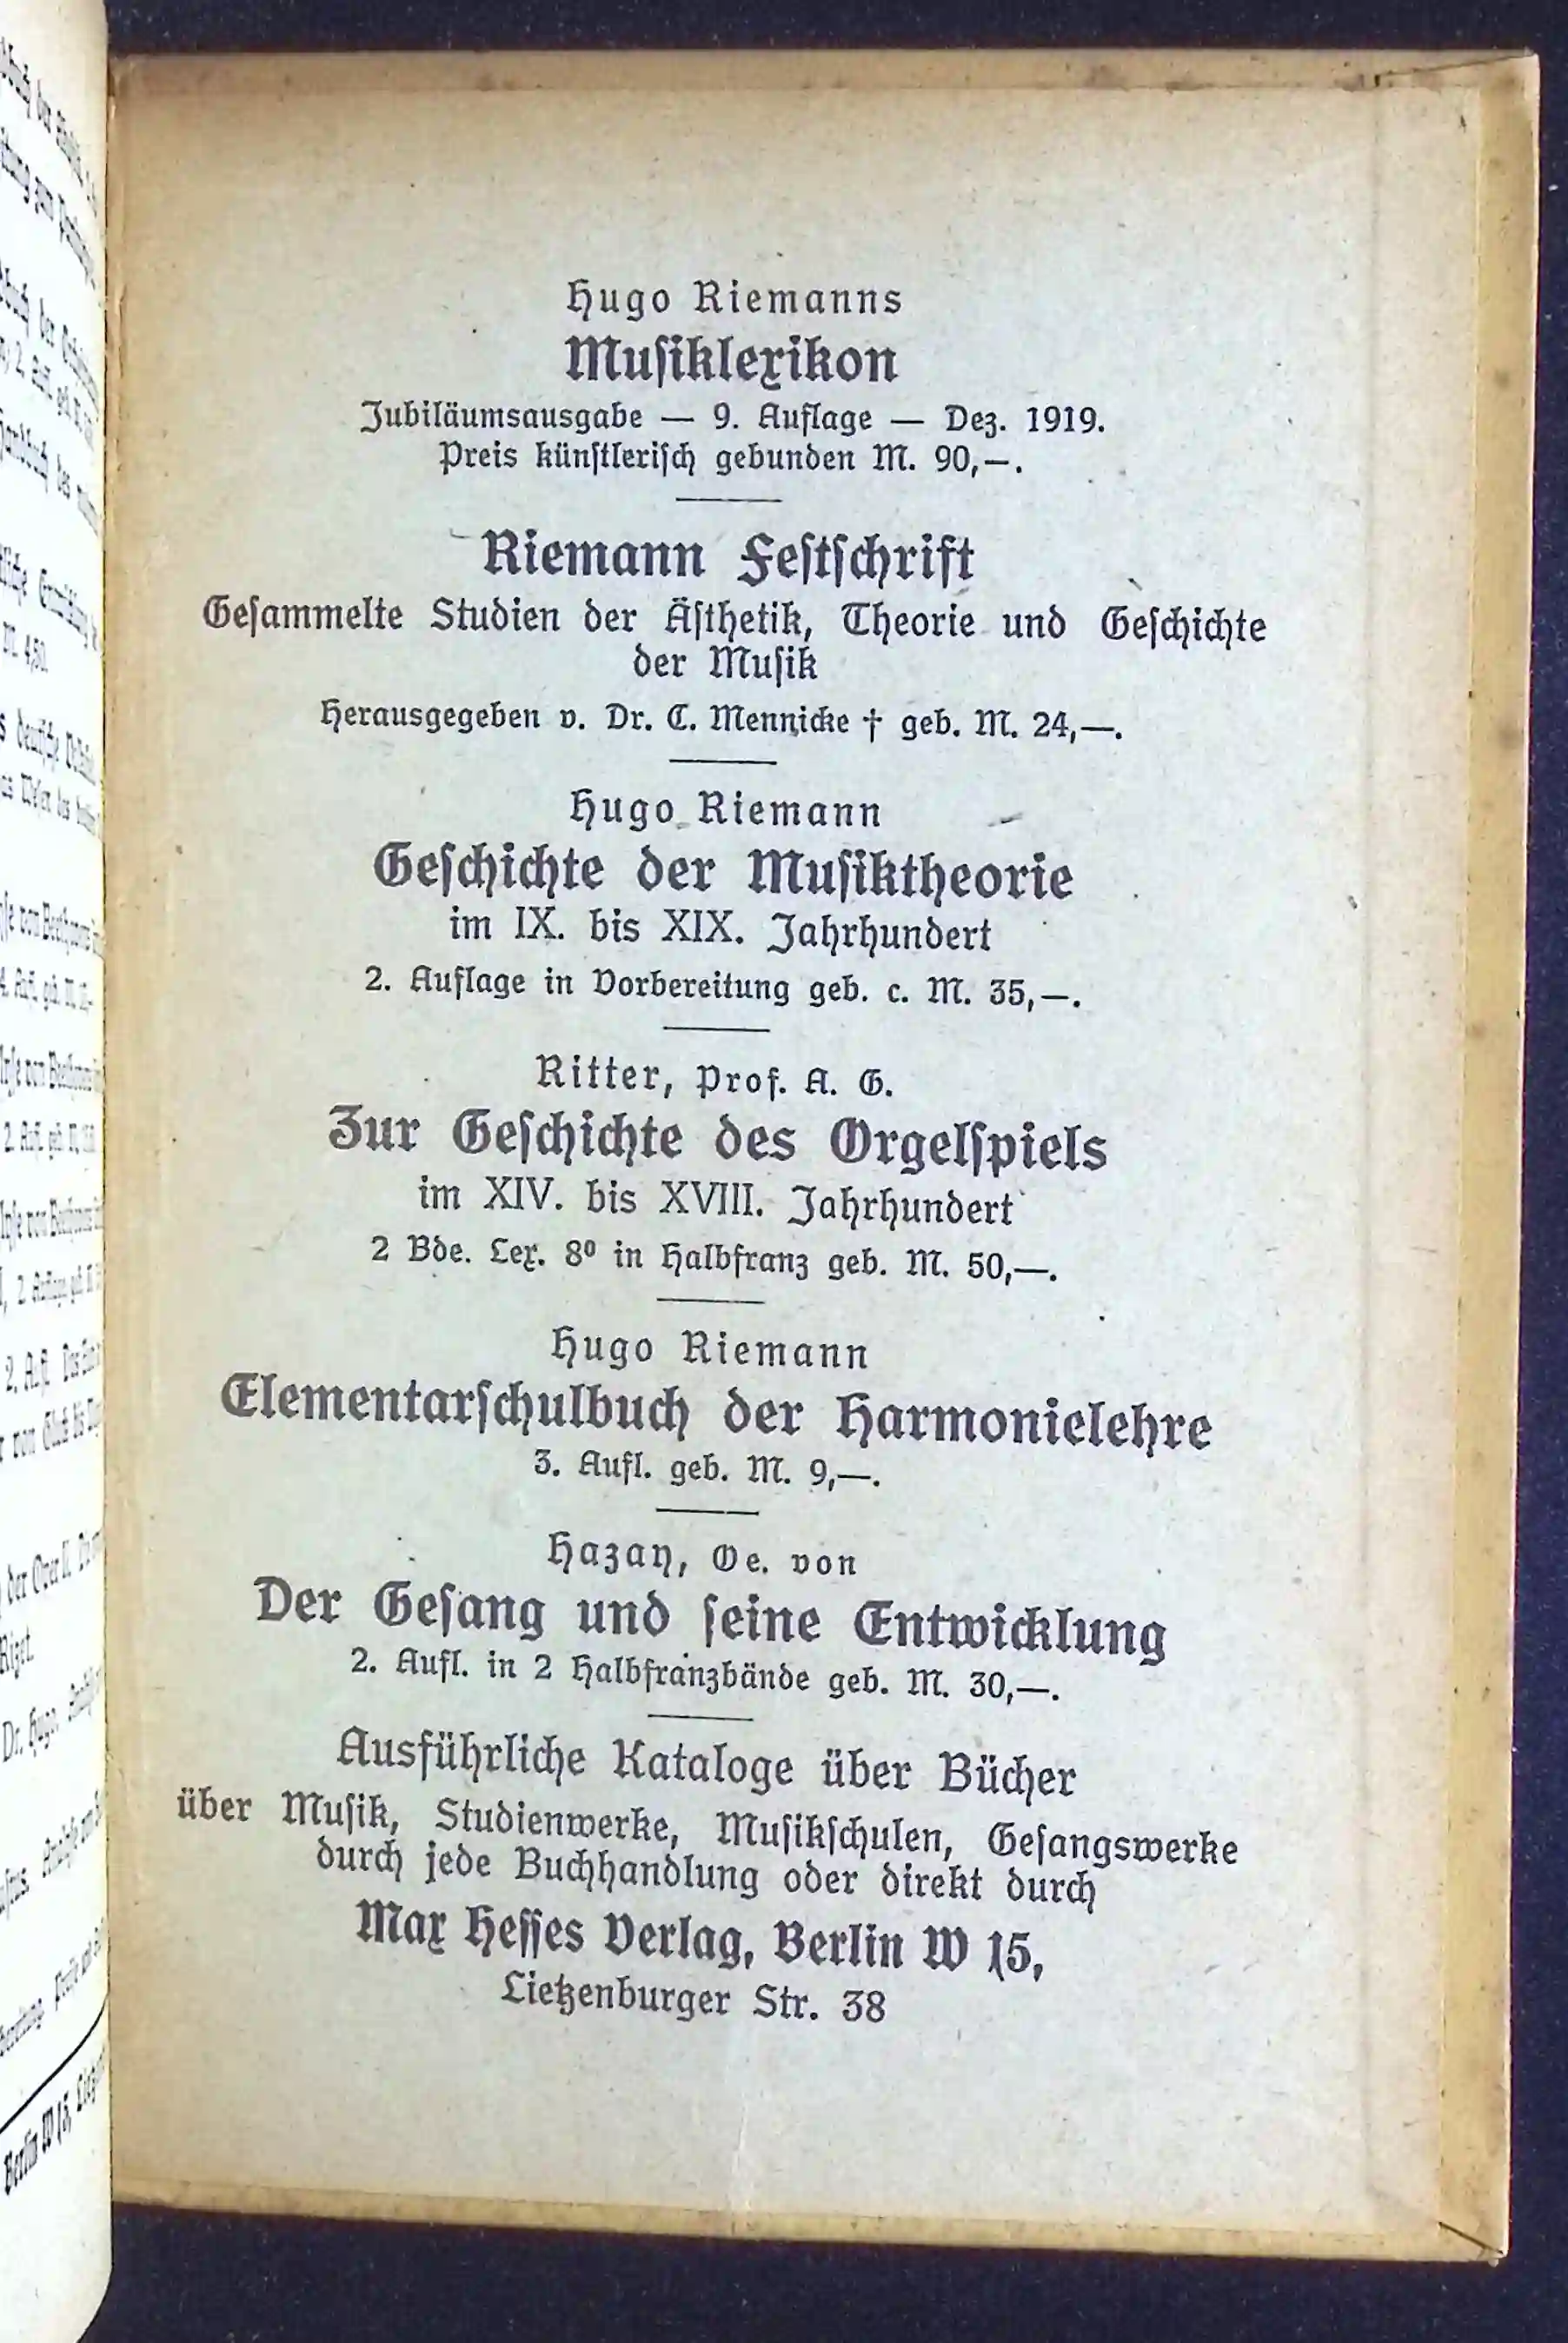 Hugo Riemanns
Musiklexikon
Jubiläumsausgabe — 9. Auflage — Dez. 1919.
Preis künstlerisch gebunden M. 90,—.
Riemann Festschrift
Gesammelte Studien der Ästhetik, Theorie und Geschichte
der Musik
Herausgegeben v. Dr. C. Mennicke † geb. M. 24,—.
Hugo Riemann
Geschichte der Musiktheorie
im IX. bis XIX. Jahrhundert
2. Auflage in Vorbereitung geb. c. M. 35,—.
Ritter, Prof. A. G.
Zur Geschichte des Orgelspiels
im XIV. bis XVIII. Jahrhundert
2 Bde. Lex. 8⁰ in Halbfranz geb. M. 50,—.
Hugo Riemann
Elementarschulbuch der Harmonielehre
3. Aufl. geb. M. 9,—.
Hazay, Oe. von
Der Gesang und seine Entwicklung
2. Aufl. in 2 Halbfranzbände geb. M. 30,—.
Ausführliche Kataloge über Bücher
über Musik, Studienwerke, Musikschulen, Gesangswerke
durch jede Buchhandlung oder direkt durch
Max Hesses Verlag, Berlin W 15,
Lietzenburger Str. 38